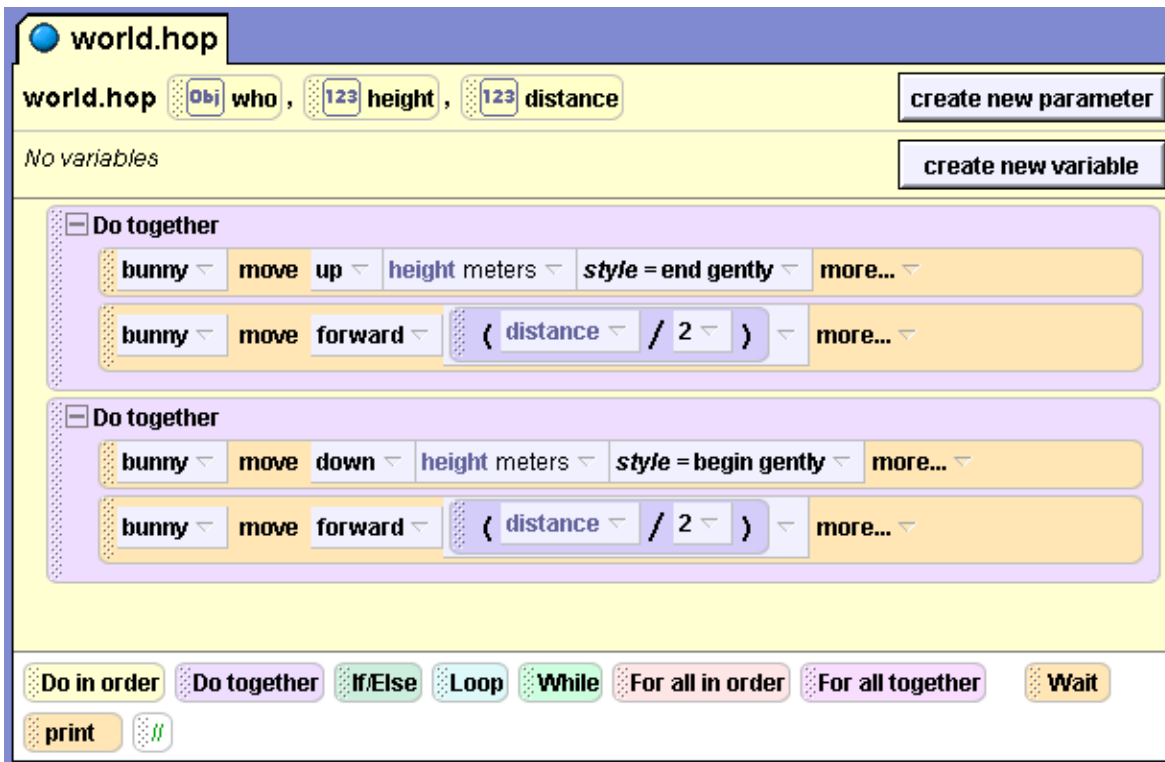 world.hop
world.hop Obj who, 123 height, 123 distance create new parameter
No variables create new variable
Do together
bunny move up height meters style = end gently more...
bunny move forward ( distance / 2 ) more...
Do together
bunny move down height meters style = begin gently more...
bunny move forward ( distance / 2 ) more...
Do in order Do together If/Else Loop While For all in order For all together Wait
print //